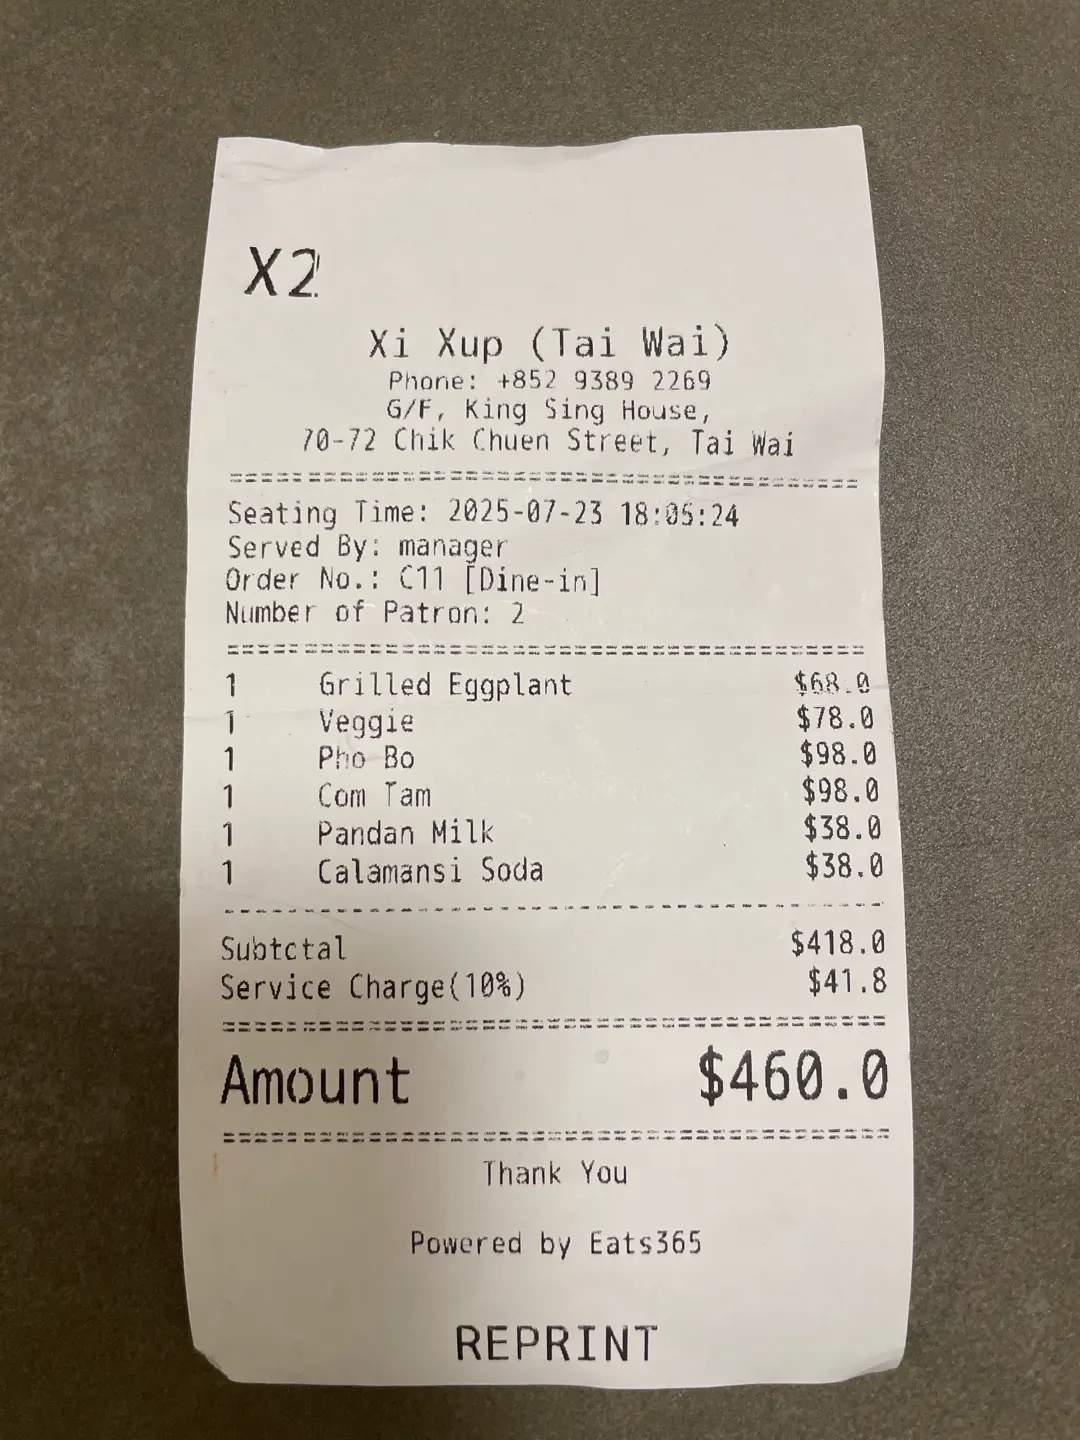 X2
Xi Xup (Tai Wai)
Phone: +852 9389 2269
G/F, King Sing House,
70-72 Chik Chuen Street, Tai Wai
Seating Time: 2025-07-23 18:05:24
Served By: manager
Order No.: C11 [Dine-in]
Number of Patron: 2
1 Grilled Eggplant $68.0
1 Veggie $78.0
1 Pho Bo $98.0
1 Com Tam $98.0
1 Pandan Milk $38.0
1 Calamansi Soda $38.0
Subtotal $418.0
Service Charge(10%) $41.8
Amount $460.0
Thank You
Powered by Eats365
REPRINT